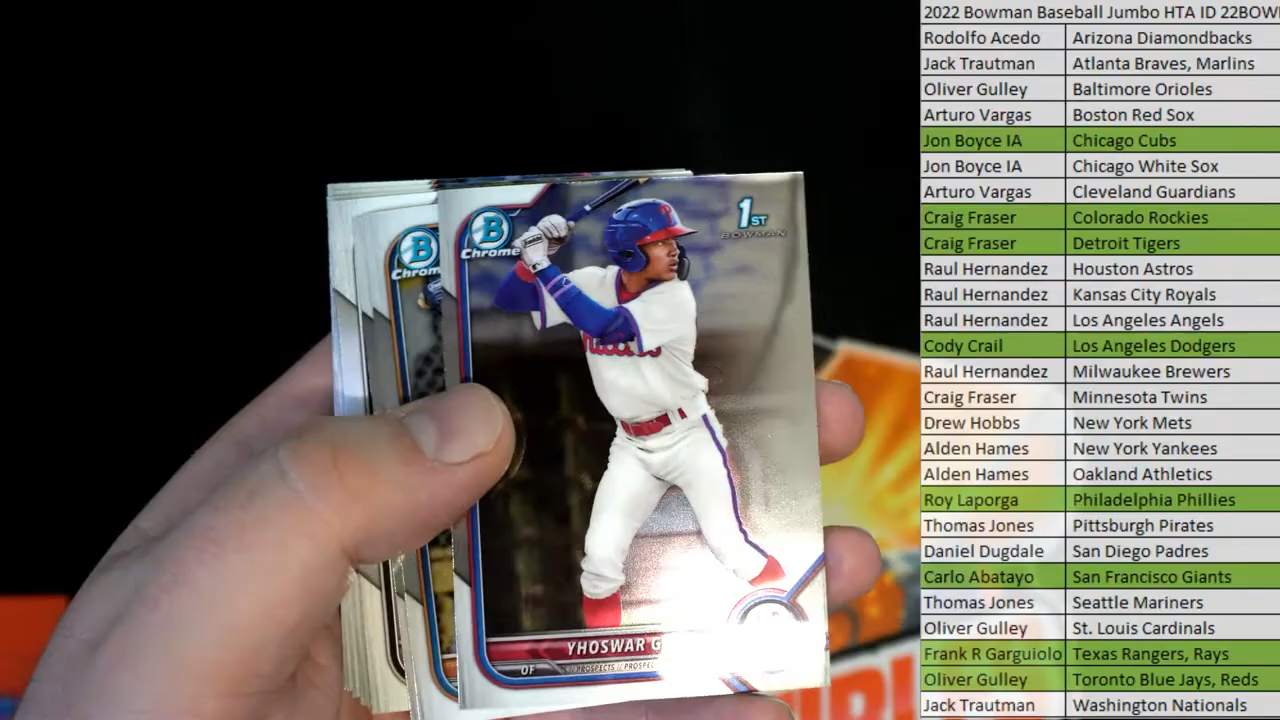 2022 Bowman Baseball Jumbo HTA ID 22BOW
Rodolfo Acedo Arizona Diamondbacks
Jack Trautman Atlanta Braves, Marlins
Oliver Gulley Baltimore Orioles
Arturo Vargas Boston Red Sox
Jon Boyce IA Chicago Cubs
Jon Boyce IA Chicago White Sox
Arturo Vargas Cleveland Guardians
Craig Fraser Colorado Rockies
Craig Fraser Detroit Tigers
Raul Hernandez Houston Astros
Raul Hernandez Kansas City Royals
Raul Hernandez Los Angeles Angels
Cody Crail Los Angeles Dodgers
Raul Hernandez Milwaukee Brewers
Craig Fraser Minnesota Twins
Drew Hobbs New York Mets
Alden Hames New York Yankees
Alden Hames Oakland Athletics
Roy Laporga Philadelphia Phillies
Thomas Jones Pittsburgh Pirates
Daniel Dugdale San Diego Padres
Carlo Abatayo San Francisco Giants
Thomas Jones Seattle Mariners
Oliver Gulley St. Louis Cardinals
Frank R Garguiolo Texas Rangers, Rays
Oliver Gulley Toronto Blue Jays, Reds
Jack Trautman Washington Nationals
B Chrome
B Chrom
1ST
BOWMAN
P
Phillies
YHOSWAR G
OF // PROSPECTS // PROSPEC